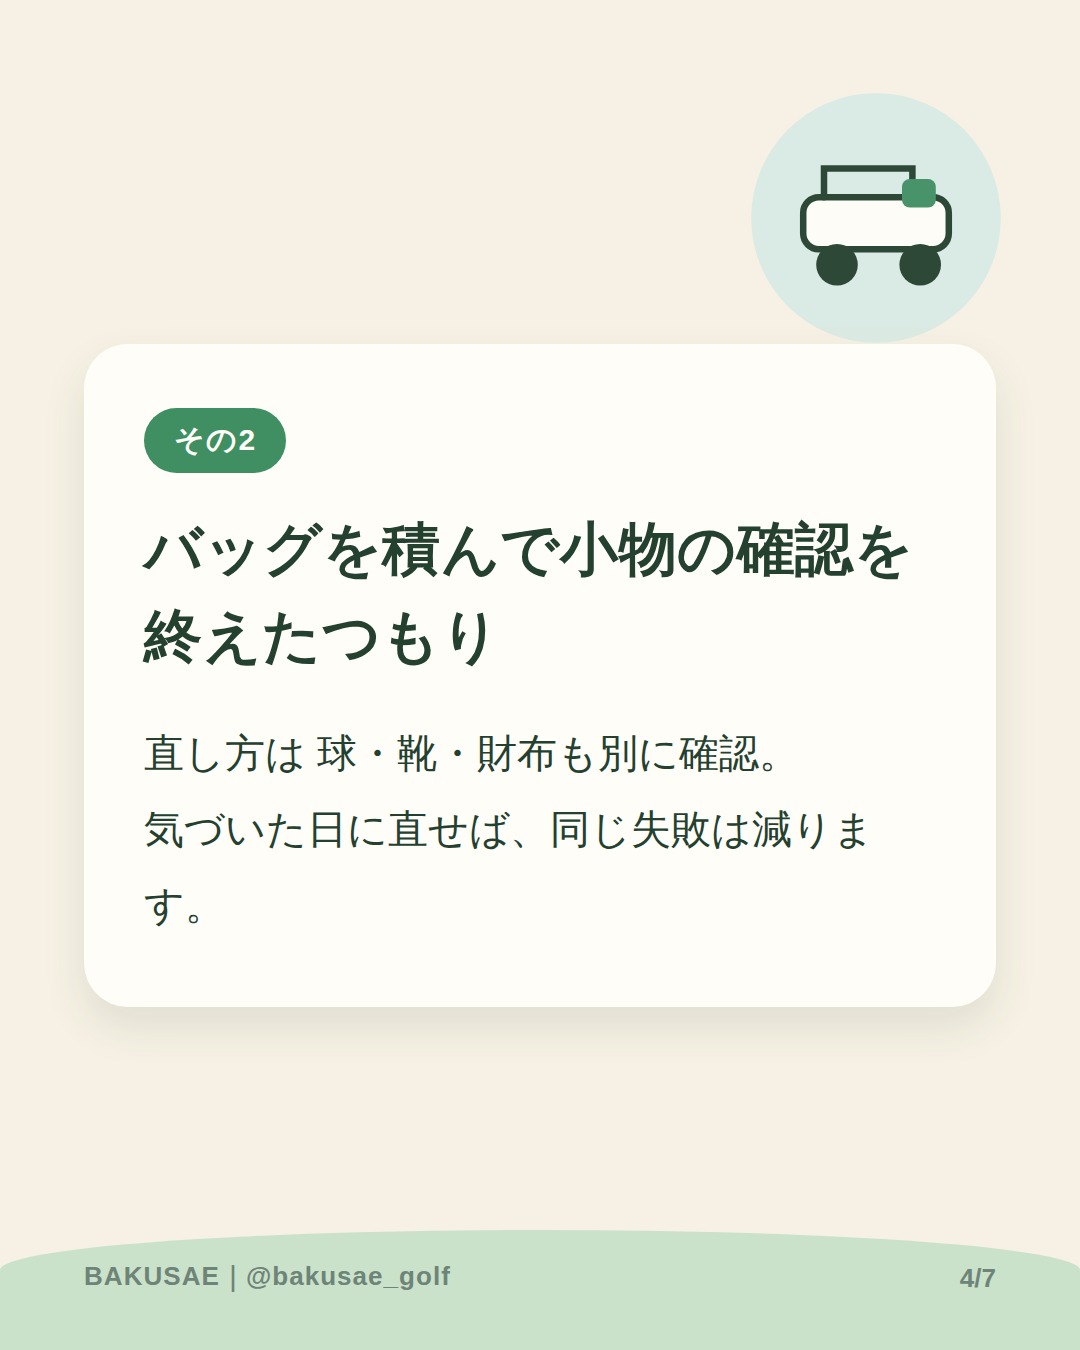 その2
バッグを積んで小物の確認を
終えたつもり
直し方は 球・靴・財布も別に確認。
気づいた日に直せば、同じ失敗は減りま
す。
BAKUSAE | @bakusae_golf
4/7